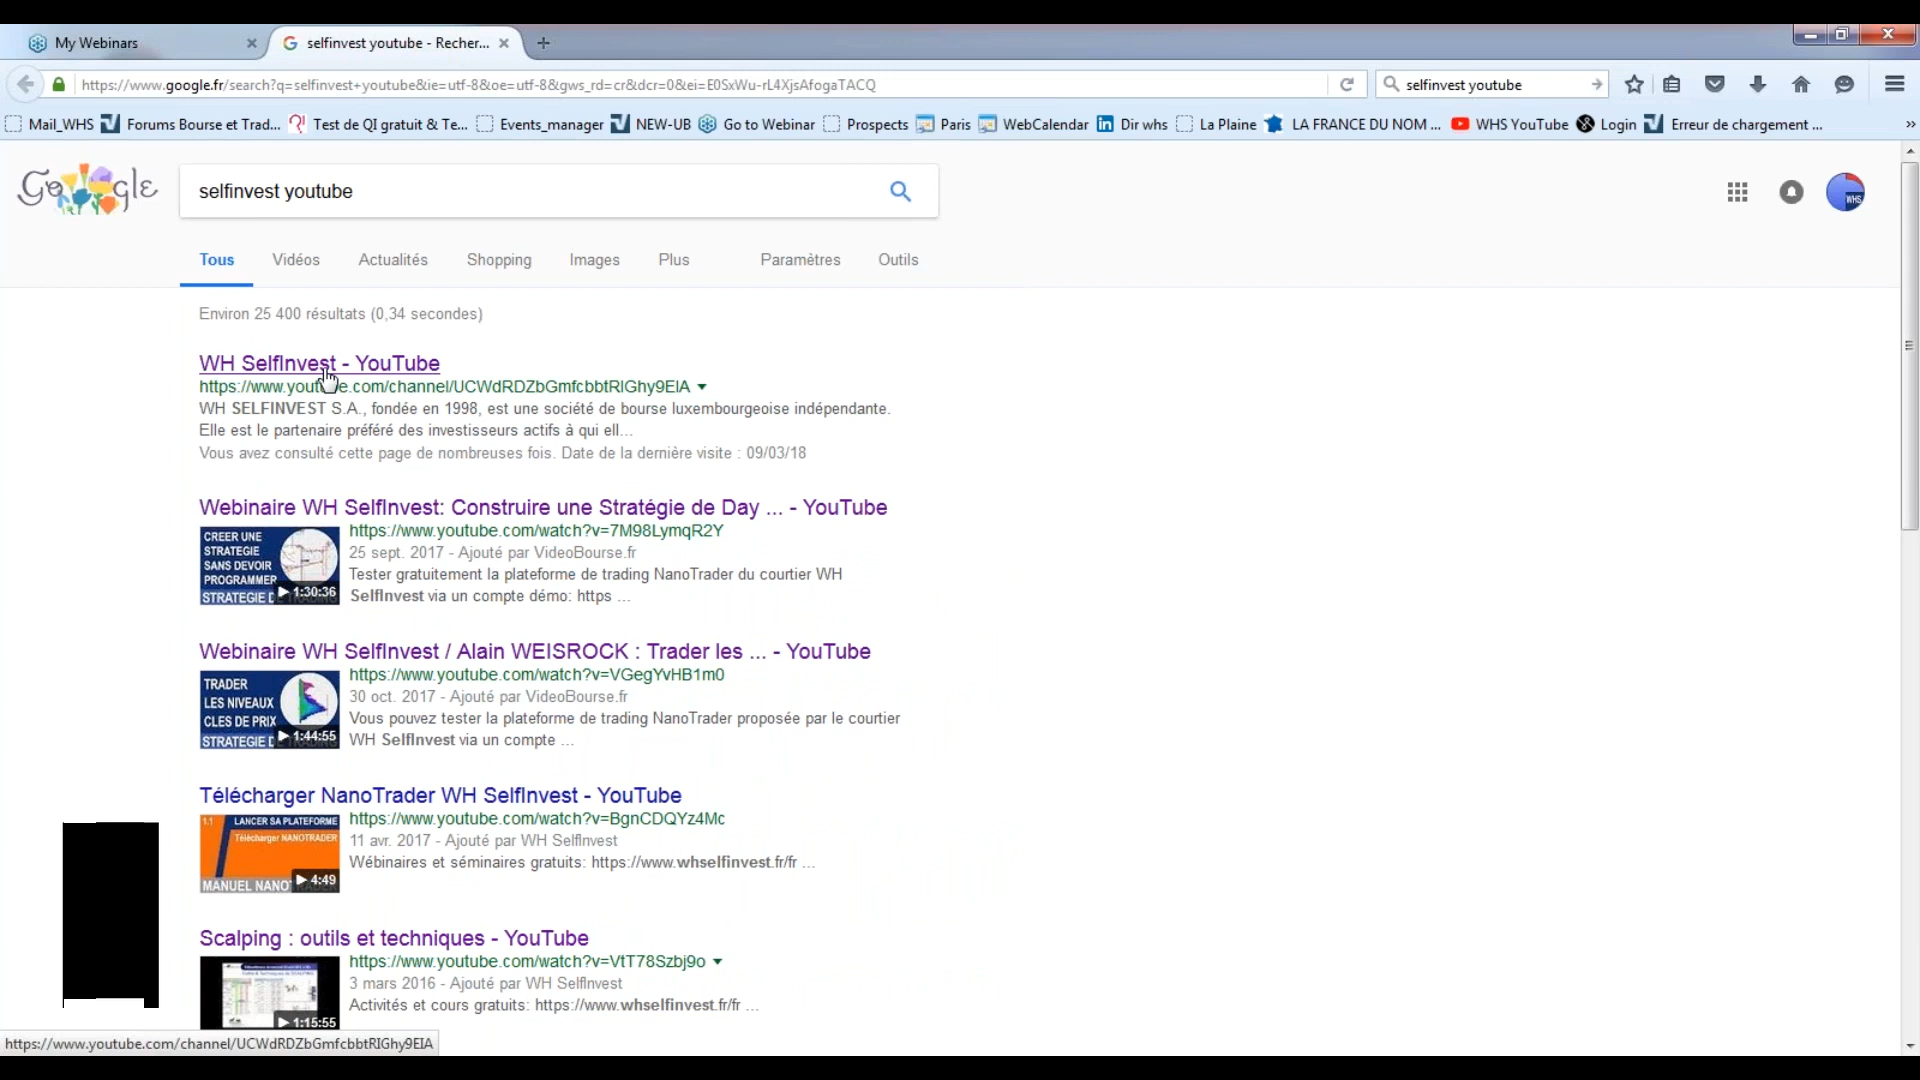 My Webinars
selfinvest youtube - Recher...
https://www.google.fr/search?q=selfinvest+youtube&ie=utf-8&oe=utf-8&gws_rd=cr&dcr=0&ei=E0SxWu-rL4XjsAfogaTACQ
selfinvest youtube
Mail_WHS Forums Bourse et Trad... Test de QI gratuit & Te... Events_manager NEW-UB Go to Webinar Prospects Paris WebCalendar Dir whs La Plaine LA FRANCE DU NOM ... WHS YouTube Login Erreur de chargement ...
Google
selfinvest youtube
WHS
Tous Vidéos Actualités Shopping Images Plus Paramètres Outils
Environ 25 400 résultats (0,34 secondes)
WH SelfInvest - YouTube
https://www.youtube.com/channel/UCWdRDZbGmfcbbtRIGhy9EIA
WH SELFINVEST S.A., fondée en 1998, est une société de bourse luxembourgeoise indépendante.
Elle est le partenaire préféré des investisseurs actifs à qui ell...
Vous avez consulté cette page de nombreuses fois. Date de la dernière visite : 09/03/18
Webinaire WH SelfInvest: Construire une Stratégie de Day ... - YouTube
CREER UNE
STRATEGIE
SANS DEVOIR
PROGRAMMER
1:30:36
https://www.youtube.com/watch?v=7M98LymqR2Y
25 sept. 2017 - Ajouté par VideoBourse.fr
Tester gratuitement la plateforme de trading NanoTrader du courtier WH
SelfInvest via un compte démo: https ...
Webinaire WH SelfInvest / Alain WEISROCK : Trader les ... - YouTube
TRADER
LES NIVEAUX
CLES DE PRIX
1:44:55
https://www.youtube.com/watch?v=VGegYvHB1m0
30 oct. 2017 - Ajouté par VideoBourse.fr
Vous pouvez tester la plateforme de trading NanoTrader proposée par le courtier
WH SelfInvest via un compte ...
Télécharger NanoTrader WH SelfInvest - YouTube
1.1 LANCER SA PLATEFORME
Télécharger NANOTRADER
4:49
https://www.youtube.com/watch?v=BgnCDQYz4Mc
11 avr. 2017 - Ajouté par WH SelfInvest
Wébinaires et séminaires gratuits: https://www.whselfinvest.fr/fr ...
Scalping : outils et techniques - YouTube
1:15:55
https://www.youtube.com/watch?v=VtT78Szbj9o
3 mars 2016 - Ajouté par WH SelfInvest
Activités et cours gratuits: https://www.whselfinvest.fr/fr ...
https://www.youtube.com/channel/UCWdRDZbGmfcbbtRIGhy9EIA